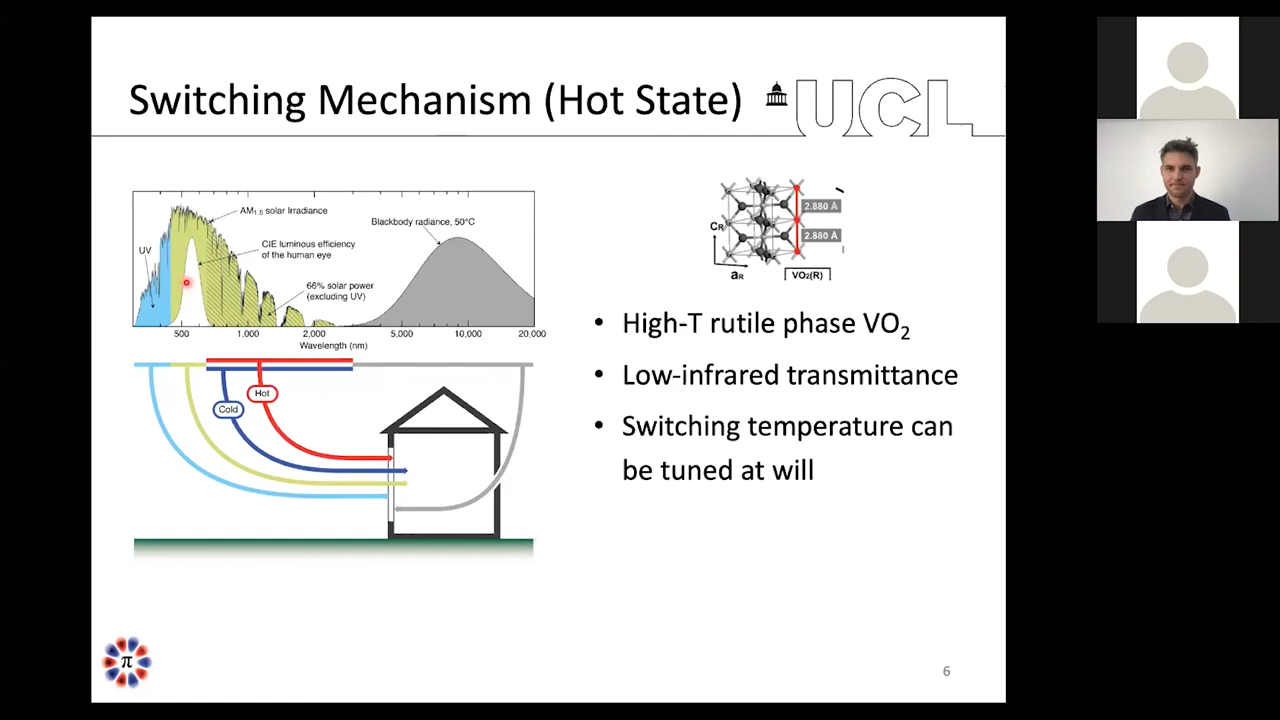 Switching Mechanism (Hot State)
UCL
AM1.5 solar Irradiance
Blackbody radiance, 50°C
CIE luminous efficiency
of the human eye
UV
66% solar power
(excluding UV)
500
1,000
2,000
5,000
10,000
20,000
Wavelength (nm)
Hot
Cold
2.880 Å
2.880 Å
CR
aR
VO2(R)
• High-T rutile phase VO2
• Low-infrared transmittance
• Switching temperature can
be tuned at will
π
6